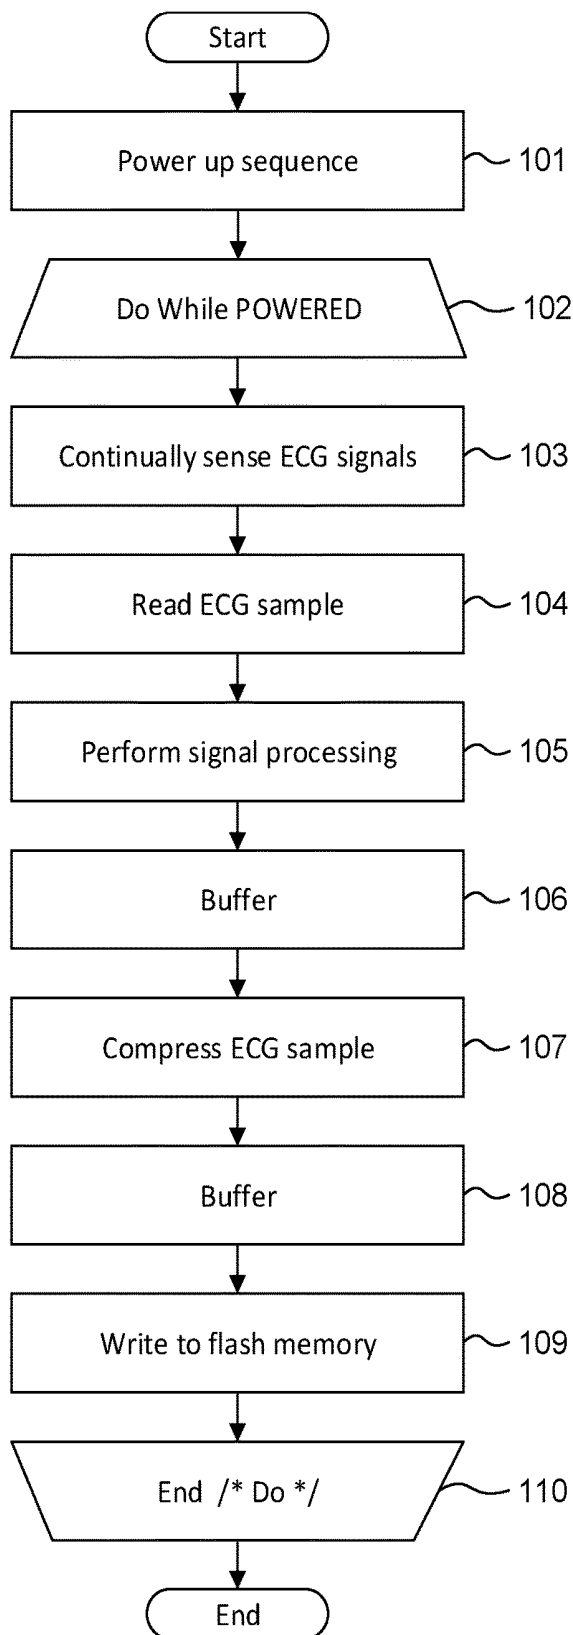 Start
Power up sequence 101
Do While POWERED 102
Continually sense ECG signals 103
Read ECG sample 104
Perform signal processing 105
Buffer 106
Compress ECG sample 107
Buffer 108
Write to flash memory 109
End /* Do */ 110
End